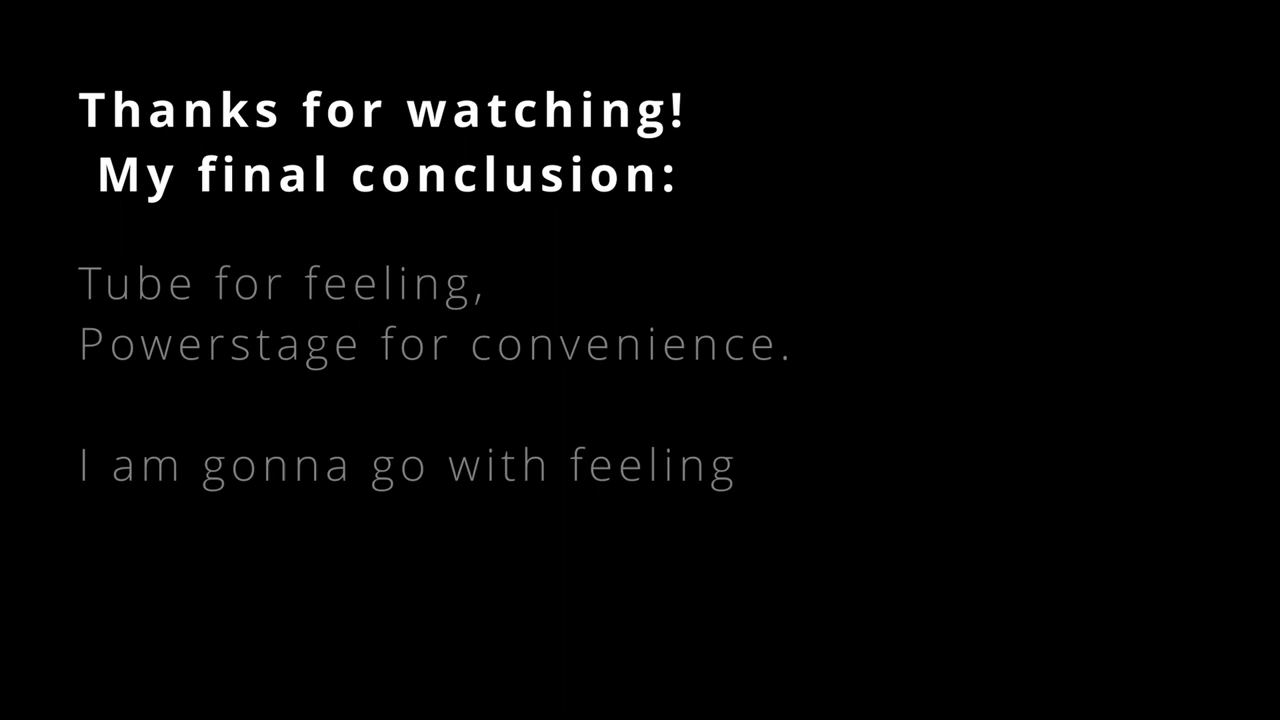 Thanks for watching!
My final conclusion:
Tube for feeling,
Powerstage for convenience.
I am gonna go with feeling